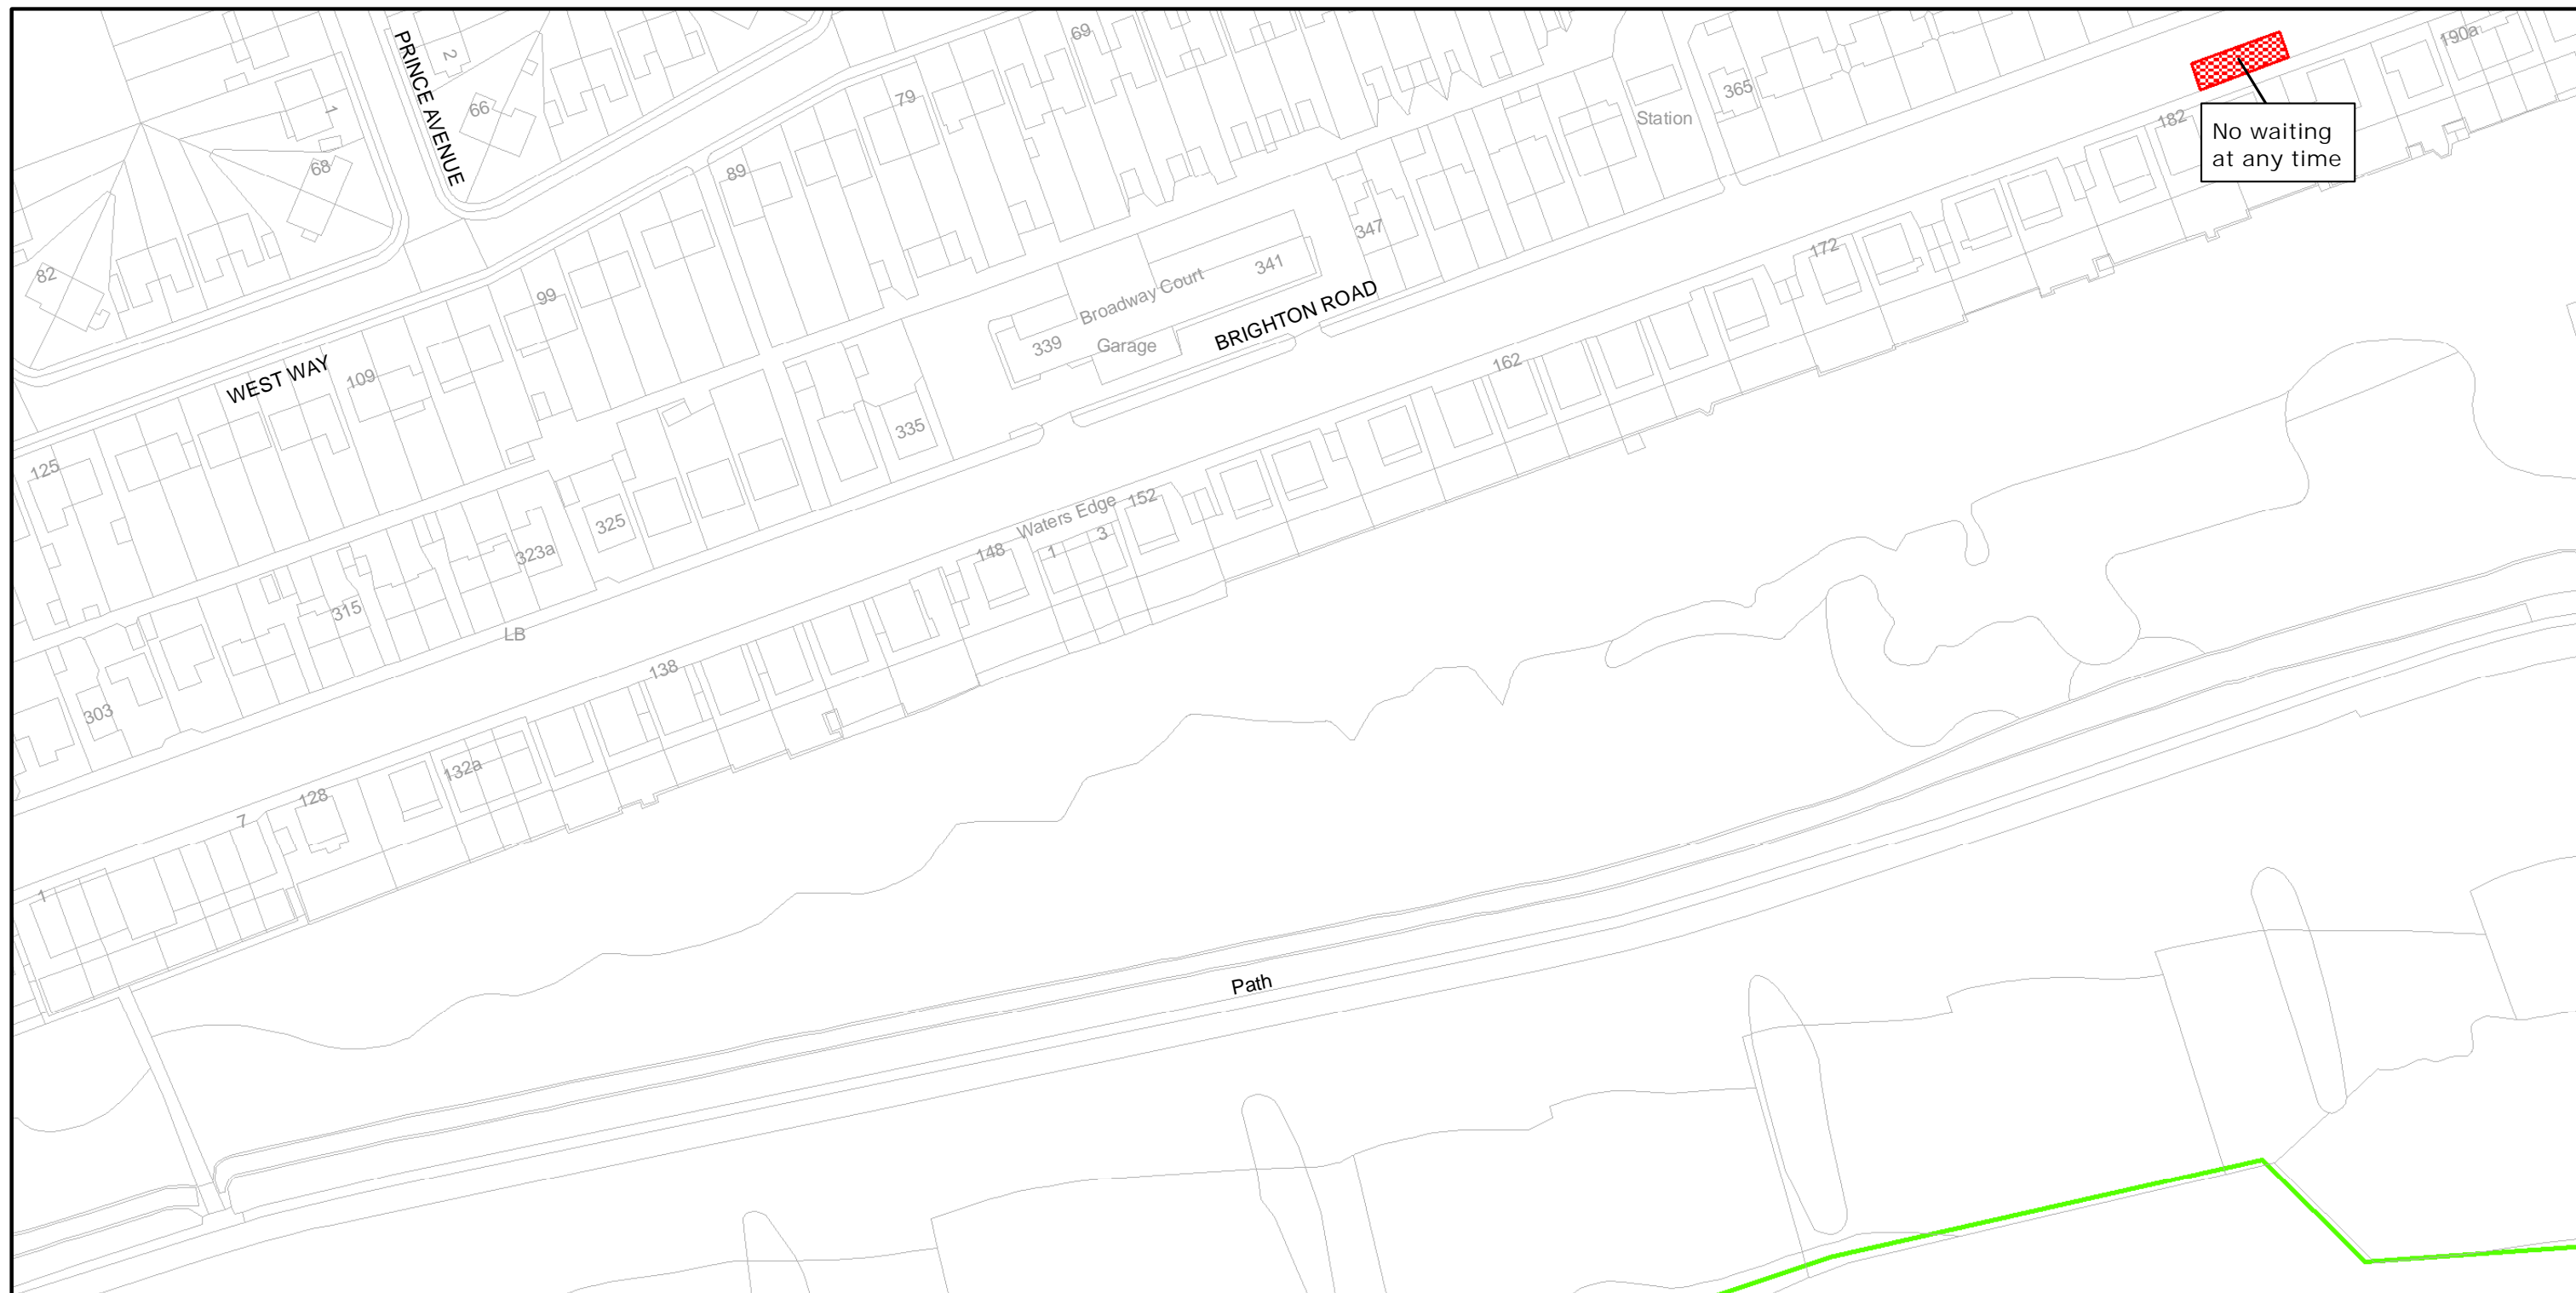 PRINCE AVENUE
2
69
190a
1
66
79
365
Station
182
No waiting
at any time
68
89
82
347
172
99
341
Broadway Court
BRIGHTON ROAD
339
Garage
162
WEST WAY
109
335
125
Waters Edge
152
325
3
148
1
323a
315
LB
138
303
132a
128
7
1
Path